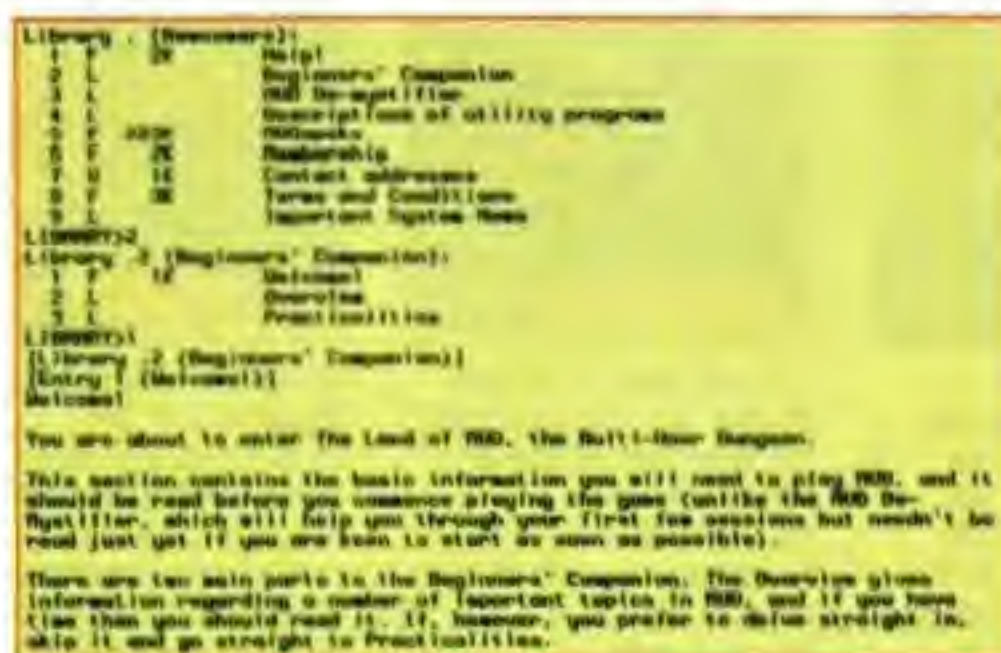 Library . (Newcomers):
1 F 2K Help!
2 L Beginners' Companion
3 L MUD De-mystifier
4 L Descriptions of utility programs
5 F MUDspeke
6 F 2K Membership
7 U 1K Contact addresses
8 F 3K Terms and Conditions
9 L Important System News
LIBRARY>2
Library .2 (Beginners' Companion):
1 F 1K Welcome!
2 L Overview
3 L Practicalities
LIBRARY>1
[Library .2 (Beginners' Companion)]
[Entry 1 (Welcome!)]
Welcome!
You are about to enter The Land of MUD, the Multi-User Dungeon.
This section contains the basic information you will need to play MUD, and it
should be read before you commence playing the game (unlike the MUD De-
Mystifier, which will help you through your first few sessions but needn't be
read just yet if you are keen to start as soon as possible).
There are two main parts to the Beginners' Companion. The Overview gives
information regarding a number of important topics in MUD, and if you have
time then you should read it. If, however, you prefer to delve straight in,
skip it and go straight to Practicalities.